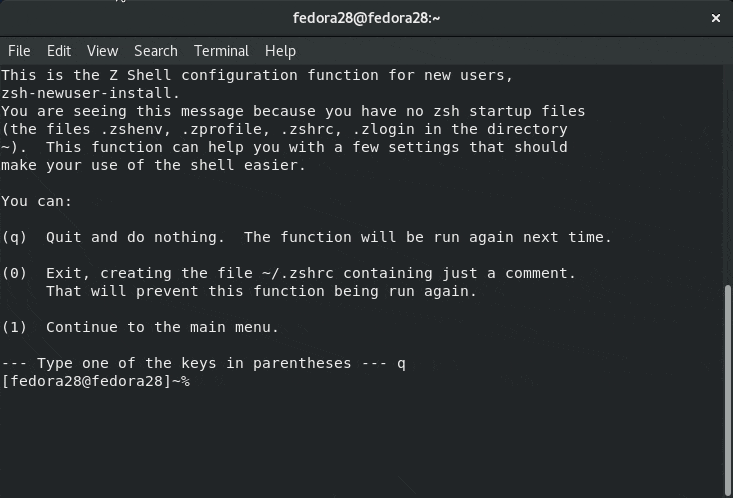 fedora28@fedora28:~
File Edit View Search Terminal Help
This is the Z Shell configuration function for new users,
zsh-newuser-install.
You are seeing this message because you have no zsh startup files
(the files .zshenv, .zprofile, .zshrc, .zlogin in the directory
~).  This function can help you with a few settings that should
make your use of the shell easier.
You can:
(q)  Quit and do nothing.  The function will be run again next time.
(0)  Exit, creating the file ~/.zshrc containing just a comment.
     That will prevent this function being run again.
(1)  Continue to the main menu.
--- Type one of the keys in parentheses --- q
[fedora28@fedora28]~%